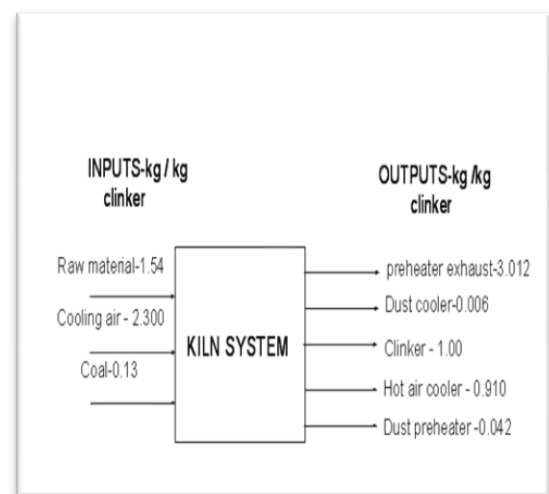 INPUTS-kg / kg
clinker
OUTPUTS-kg /kg
clinker
Raw material-1.54
Cooling air - 2.300
Coal-0.13
KILN SYSTEM
preheater exhaust-3.012
Dust cooler-0.006
Clinker - 1.00
Hot air cooler - 0.910
Dust preheater -0.042